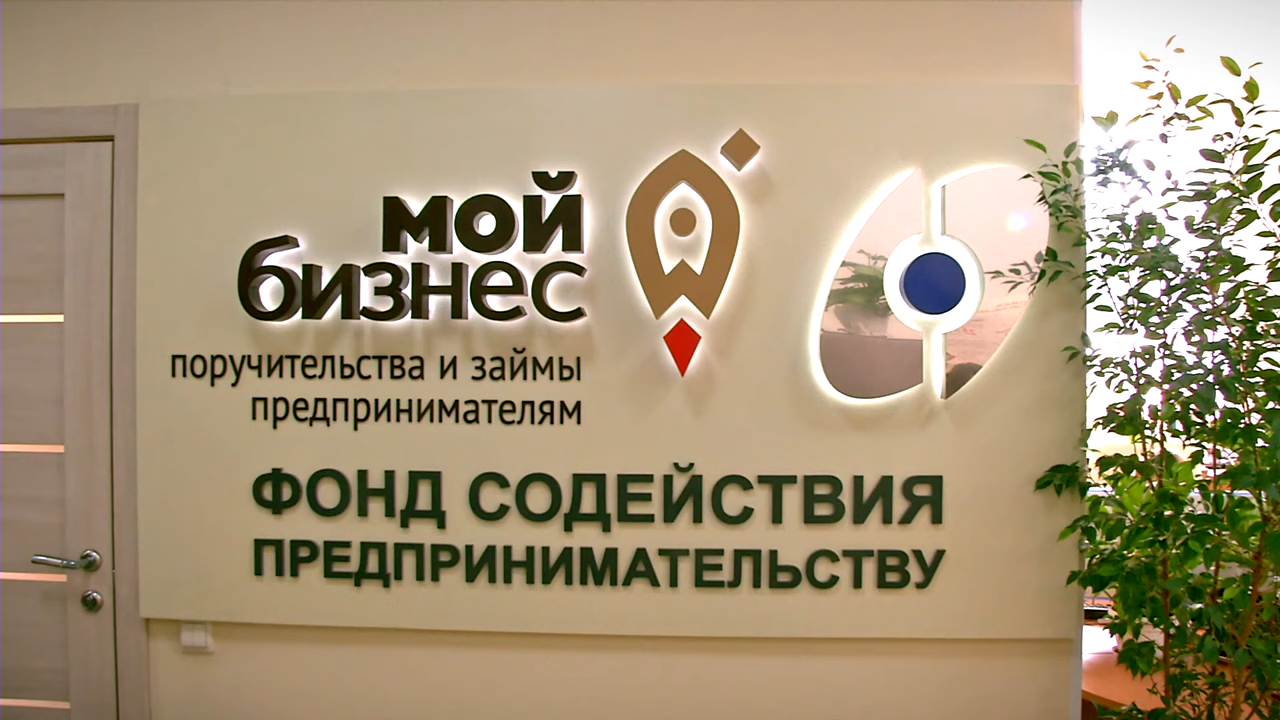 мой
бизнес
поручительства и займы
предпринимателям
ФОНД СОДЕЙСТВИЯ
ПРЕДПРИНИМАТЕЛЬСТВУ